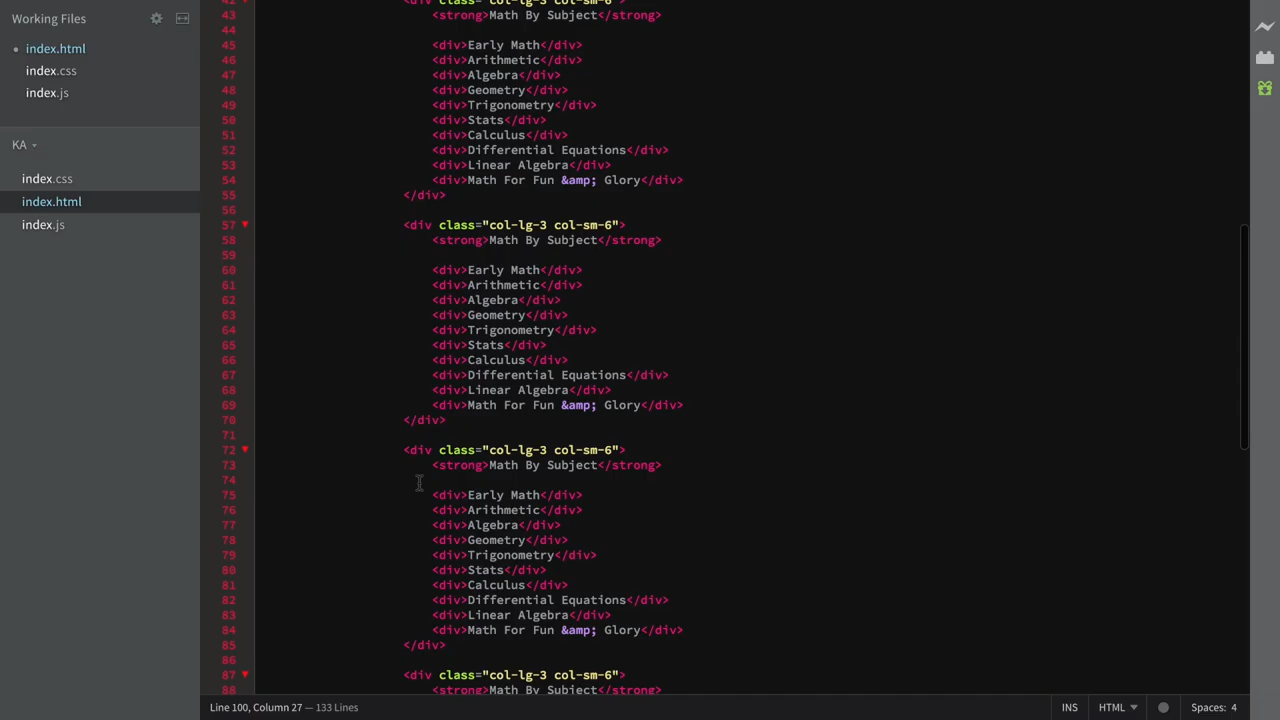 Working Files
index.html
index.css
index.js
KA
index.css
index.html
index.js
42 <div class="col-lg-3 col-sm-6">
43 <strong>Math By Subject</strong>
44
45 <div>Early Math</div>
46 <div>Arithmetic</div>
47 <div>Algebra</div>
48 <div>Geometry</div>
49 <div>Trigonometry</div>
50 <div>Stats</div>
51 <div>Calculus</div>
52 <div>Differential Equations</div>
53 <div>Linear Algebra</div>
54 <div>Math For Fun &amp; Glory</div>
55 </div>
56
57 <div class="col-lg-3 col-sm-6">
58 <strong>Math By Subject</strong>
59
60 <div>Early Math</div>
61 <div>Arithmetic</div>
62 <div>Algebra</div>
63 <div>Geometry</div>
64 <div>Trigonometry</div>
65 <div>Stats</div>
66 <div>Calculus</div>
67 <div>Differential Equations</div>
68 <div>Linear Algebra</div>
69 <div>Math For Fun &amp; Glory</div>
70 </div>
71
72 <div class="col-lg-3 col-sm-6">
73 <strong>Math By Subject</strong>
74
75 <div>Early Math</div>
76 <div>Arithmetic</div>
77 <div>Algebra</div>
78 <div>Geometry</div>
79 <div>Trigonometry</div>
80 <div>Stats</div>
81 <div>Calculus</div>
82 <div>Differential Equations</div>
83 <div>Linear Algebra</div>
84 <div>Math For Fun &amp; Glory</div>
85 </div>
86
87 <div class="col-lg-3 col-sm-6">
88 <strong>Math By Subject</strong>
Line 100, Column 27 — 133 Lines
INS
HTML
Spaces: 4